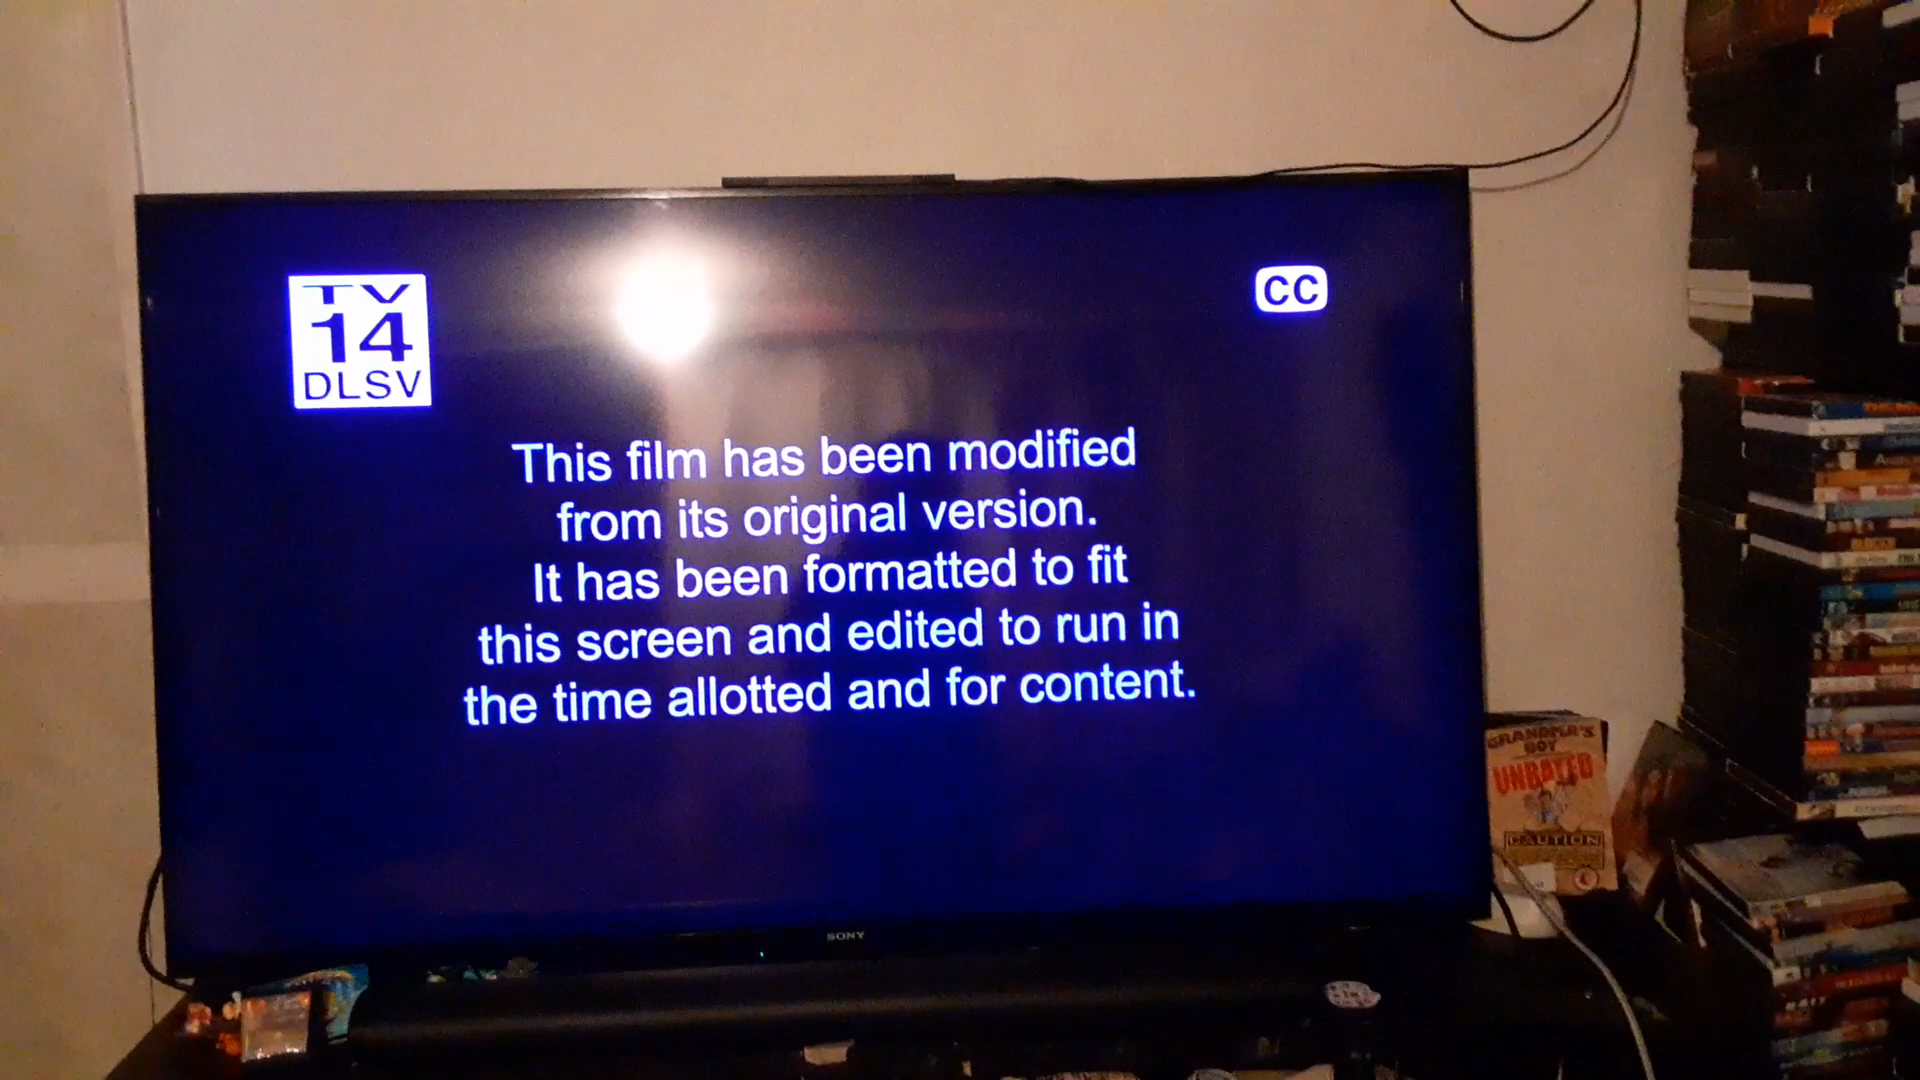 TV
14
DLSV
CC
This film has been modified
from its original version.
It has been formatted to fit
this screen and edited to run in
the time allotted and for content.
SONY
GRANDMA'S
BOY
UNRATED
CAUTION